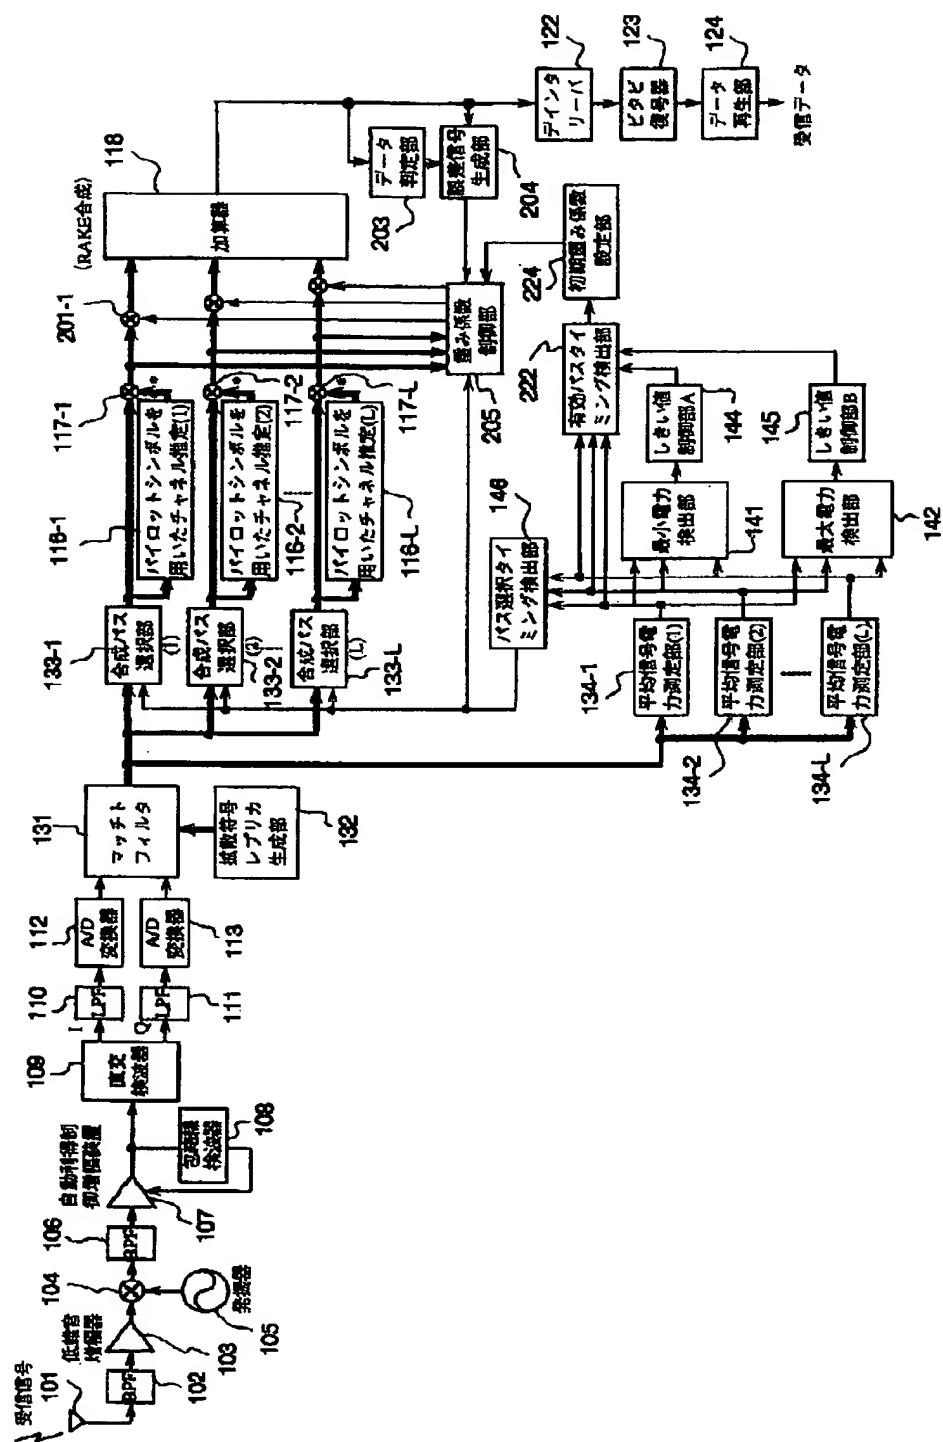 受信信号
101
BPF
102
低雑音
増幅器
103
104
発振器
105
106
BPF
自動利得制
御増幅装置
107
包絡線
検波器
108
109
直交
検波器
I
Q
110
LPF
LPF
111
112
A/D
変換器
A/D
変換器
113
131
マッチト
フィルタ
拡散符号
レプリカ
生成部
132
133-1
合成パス
選択部
(1)
合成パス
選択部
(2)
133-2
合成パス
選択部
(L)
133-L
116-1
パイロットシンボルを
用いたチャネル推定(1)
117-1
*
パイロットシンボルを
用いたチャネル推定(2)
116-2
117-2
*
パイロットシンボルを
用いたチャネル推定(L)
116-L
117-L
*
201-1
(RAKE合成)
118
加算器
重み係数
制御部
205
データ
判定部
203
誤差信号
生成部
204
デインタ
リーバ
122
ビタビ
復号器
123
データ
再生部
124
受信データ
パス選択タイ
ミング検出部
146
222
有効パスタイ
ミング検出部
224
初期重み係数
設定部
134-1
平均信号電
力測定部(1)
134-2
平均信号電
力測定部(2)
134-L
平均信号電
力測定部(L)
最小電力
検出部
141
しきい値
制御部A
144
最大電力
検出部
142
しきい値
制御部B
145